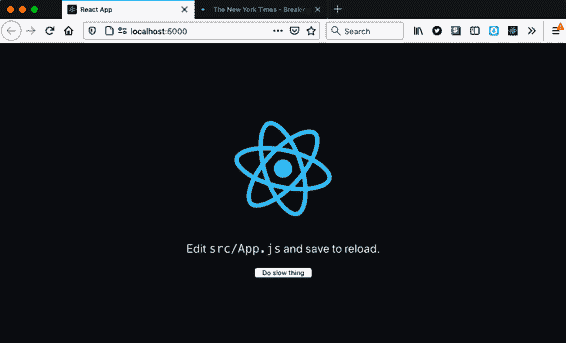 React App
The New York Times - Breakin
localhost:5000
Search
Edit src/App.js and save to reload.
Do slow thing